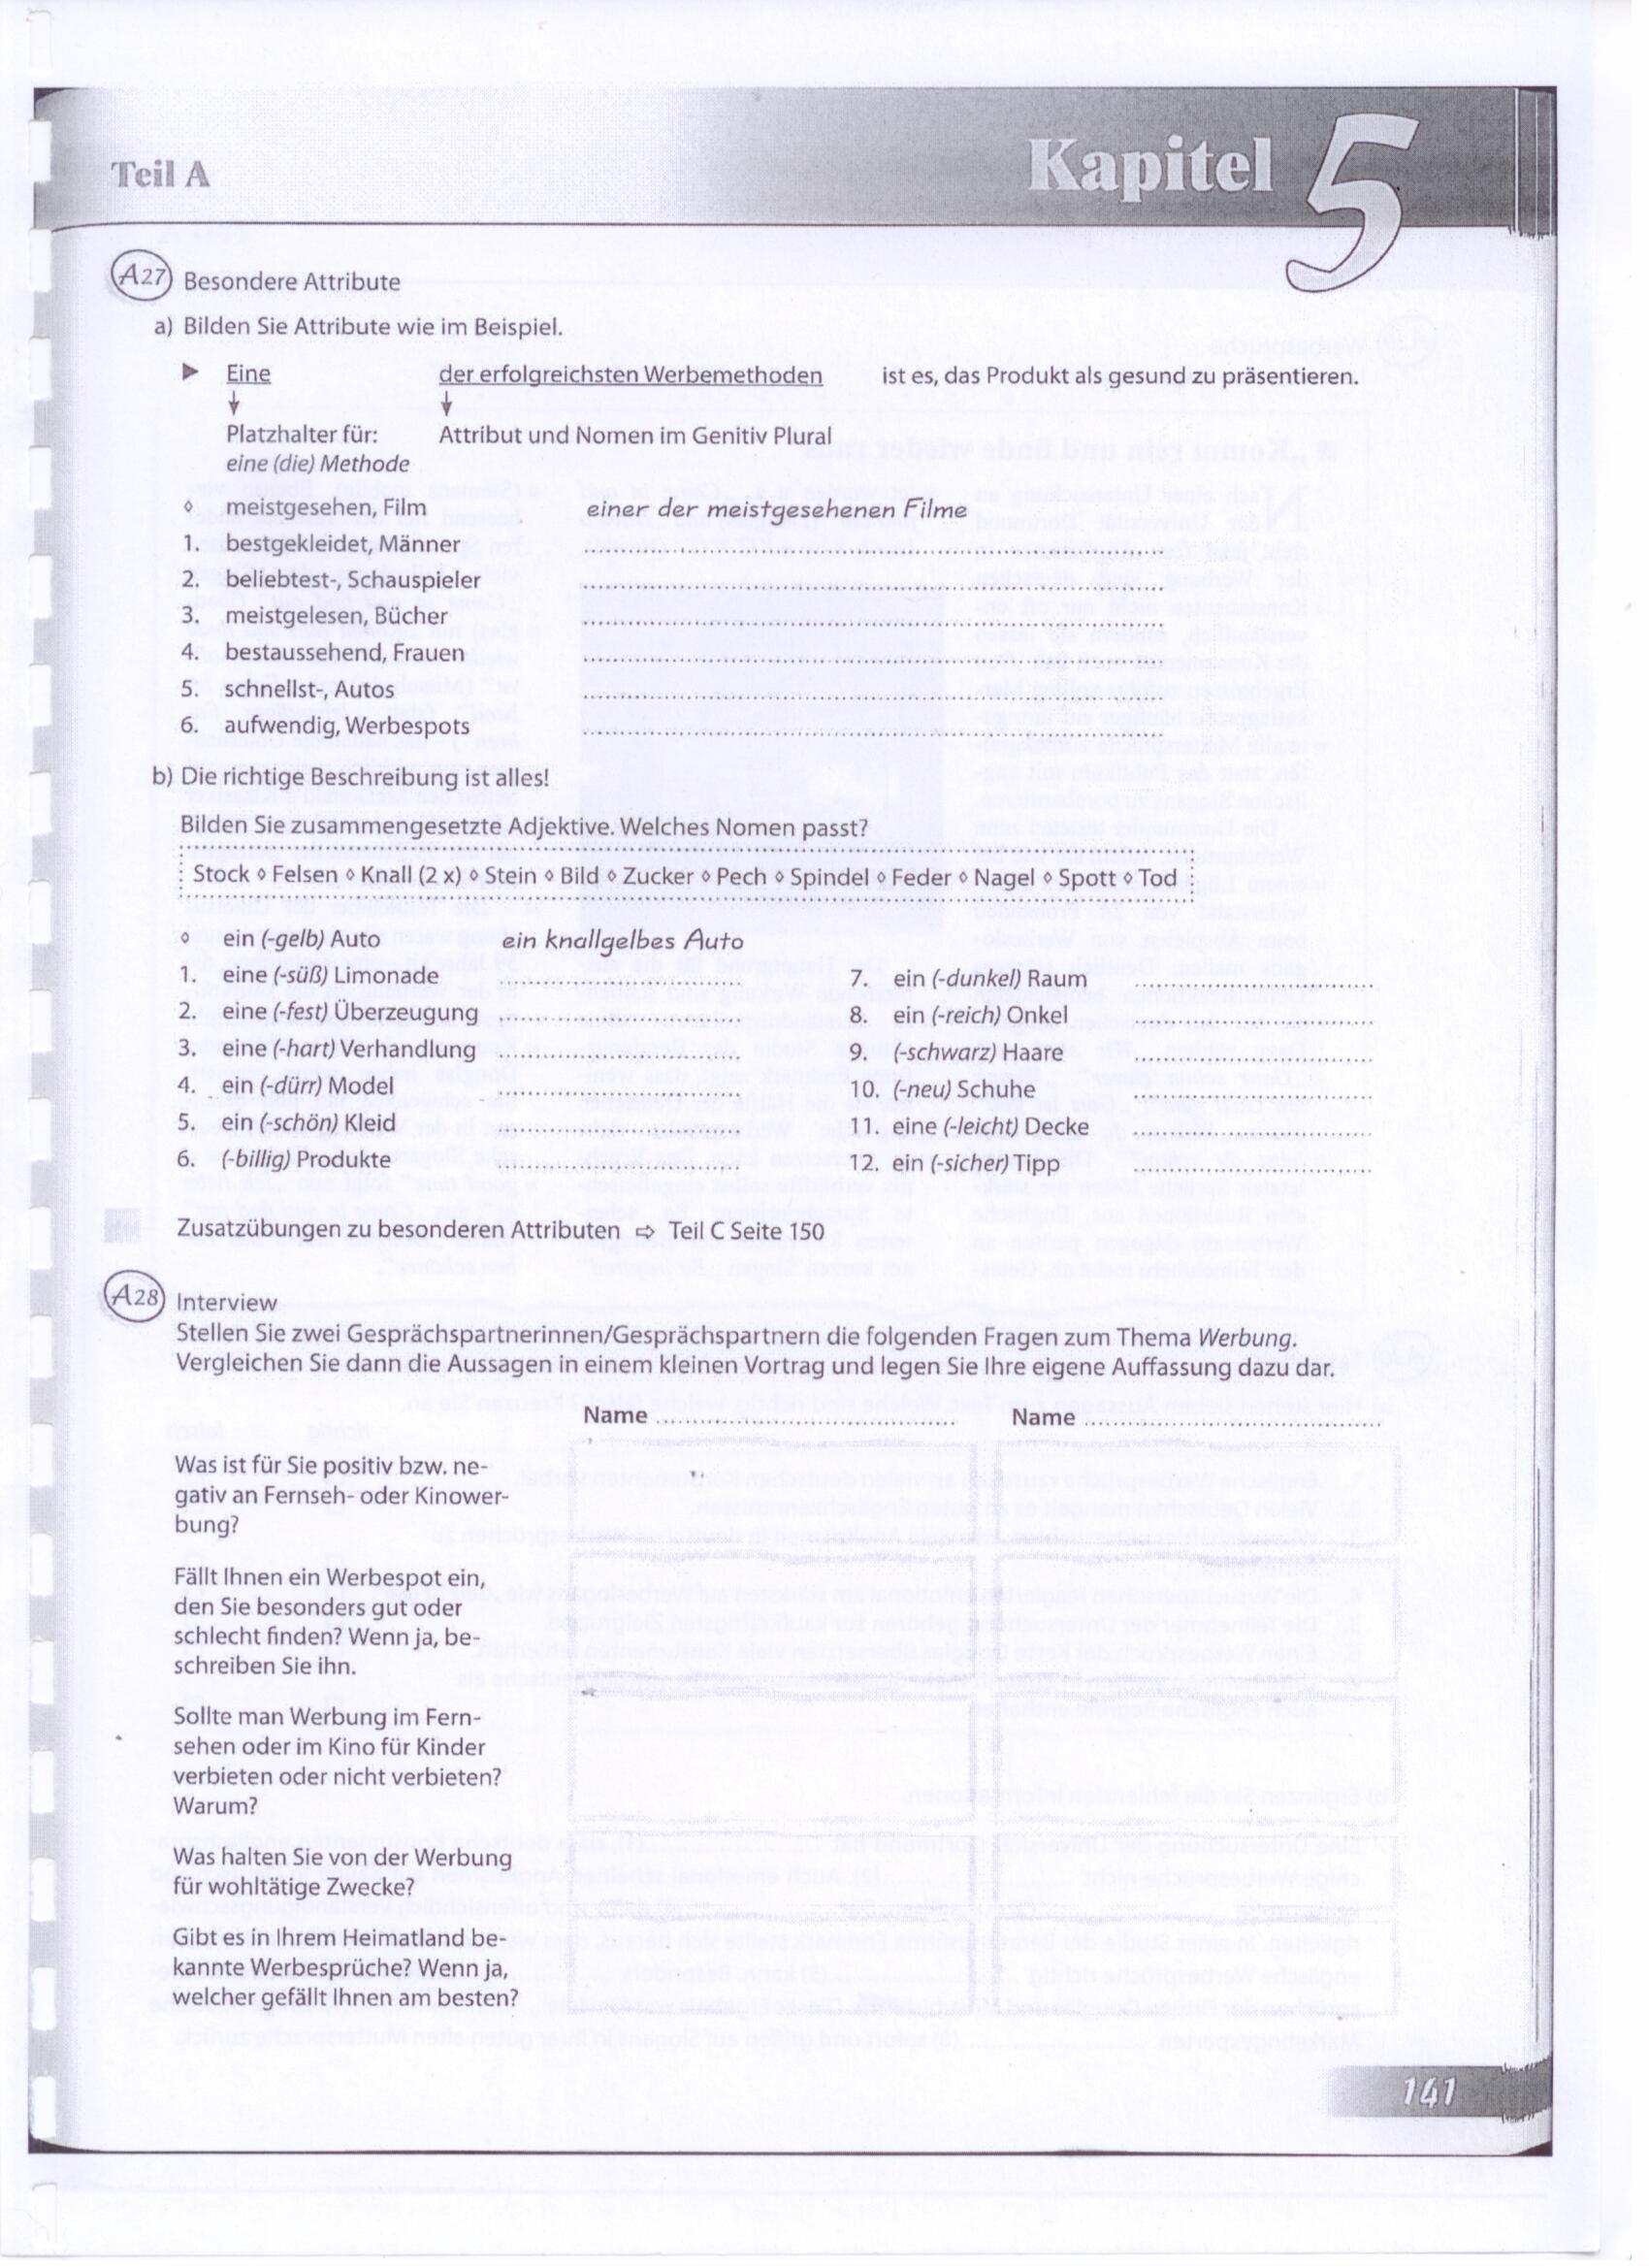 Teil A
Kapitel 5
A27 Besondere Attribute
a) Bilden Sie Attribute wie im Beispiel.
▶ Eine der erfolgreichsten Werbemethoden ist es, das Produkt als gesund zu präsentieren.
↓ ↓
Platzhalter für: Attribut und Nomen im Genitiv Plural
eine (die) Methode
◊ meistgesehen, Film einer der meistgesehenen Filme
1. bestgekleidet, Männer
2. beliebtest-, Schauspieler
3. meistgelesen, Bücher
4. bestaussehend, Frauen
5. schnellst-, Autos
6. aufwendig, Werbespots
b) Die richtige Beschreibung ist alles!
Bilden Sie zusammengesetzte Adjektive. Welches Nomen passt?
Stock ◊ Felsen ◊ Knall (2 x) ◊ Stein ◊ Bild ◊ Zucker ◊ Pech ◊ Spindel ◊ Feder ◊ Nagel ◊ Spott ◊ Tod
◊ ein (-gelb) Auto ein knallgelbes Auto
1. eine (-süß) Limonade
2. eine (-fest) Überzeugung
3. eine (-hart) Verhandlung
4. ein (-dürr) Model
5. ein (-schön) Kleid
6. (-billig) Produkte
7. ein (-dunkel) Raum
8. ein (-reich) Onkel
9. (-schwarz) Haare
10. (-neu) Schuhe
11. eine (-leicht) Decke
12. ein (-sicher) Tipp
Zusatzübungen zu besonderen Attributen ⇨ Teil C Seite 150
A28 Interview
Stellen Sie zwei Gesprächspartnerinnen/Gesprächspartnern die folgenden Fragen zum Thema Werbung.
Vergleichen Sie dann die Aussagen in einem kleinen Vortrag und legen Sie Ihre eigene Auffassung dazu dar.
Name Name
Was ist für Sie positiv bzw. ne-
gativ an Fernseh- oder Kinower-
bung?
Fällt Ihnen ein Werbespot ein,
den Sie besonders gut oder
schlecht finden? Wenn ja, be-
schreiben Sie ihn.
Sollte man Werbung im Fern-
sehen oder im Kino für Kinder
verbieten oder nicht verbieten?
Warum?
Was halten Sie von der Werbung
für wohltätige Zwecke?
Gibt es in Ihrem Heimatland be-
kannte Werbesprüche? Wenn ja,
welcher gefällt Ihnen am besten?
141